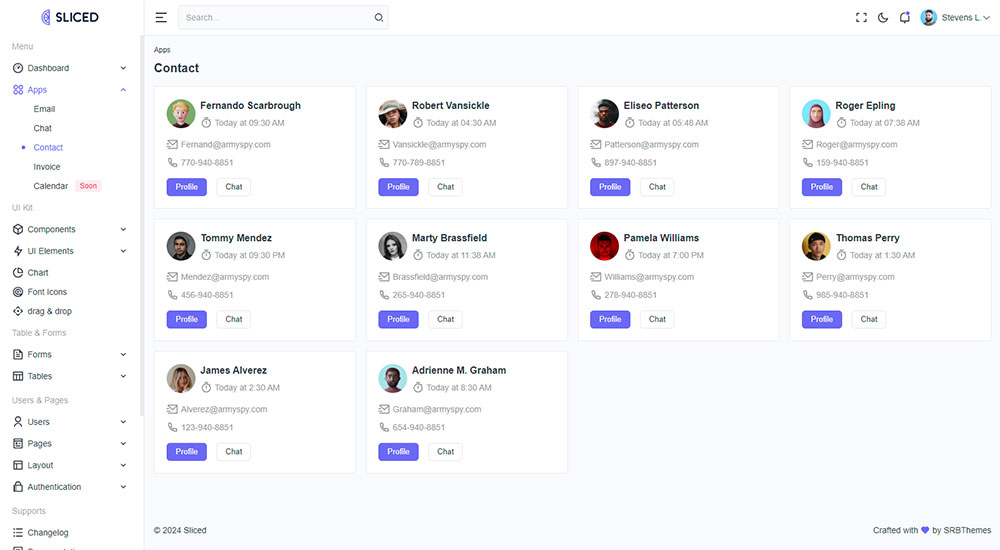 SLICED
Search...
Stevens L.
Menu
Dashboard
Apps
Email
Chat
Contact
Invoice
Calendar Soon
UI Kit
Components
UI Elements
Chart
Font Icons
drag & drop
Table & Forms
Forms
Tables
Users & Pages
Users
Pages
Layout
Authentication
Supports
Changelog
Apps
Contact
Fernando Scarbrough
Today at 09:30 AM
Fernand@armyspy.com
770-940-8851
Profile Chat
Robert Vansickle
Today at 04:30 AM
Vansickle@armyspy.com
770-789-8851
Profile Chat
Eliseo Patterson
Today at 05:48 AM
Patterson@armyspy.com
897-940-8851
Profile Chat
Roger Epling
Today at 07:38 AM
Roger@armyspy.com
159-940-8851
Profile Chat
Tommy Mendez
Today at 09:30 PM
Mendez@armyspy.com
456-940-8851
Profile Chat
Marty Brassfield
Today at 11:38 AM
Brassfield@armyspy.com
265-940-8851
Profile Chat
Pamela Williams
Today at 7:00 PM
Williams@armyspy.com
278-940-8851
Profile Chat
Thomas Perry
Today at 1:30 AM
Perry@armyspy.com
985-940-8851
Profile Chat
James Alverez
Today at 2:30 AM
Alverez@armyspy.com
123-940-8851
Profile Chat
Adrienne M. Graham
Today at 8:30 AM
Graham@armyspy.com
654-940-8851
Profile Chat
© 2024 Sliced
Crafted with by SRBThemes